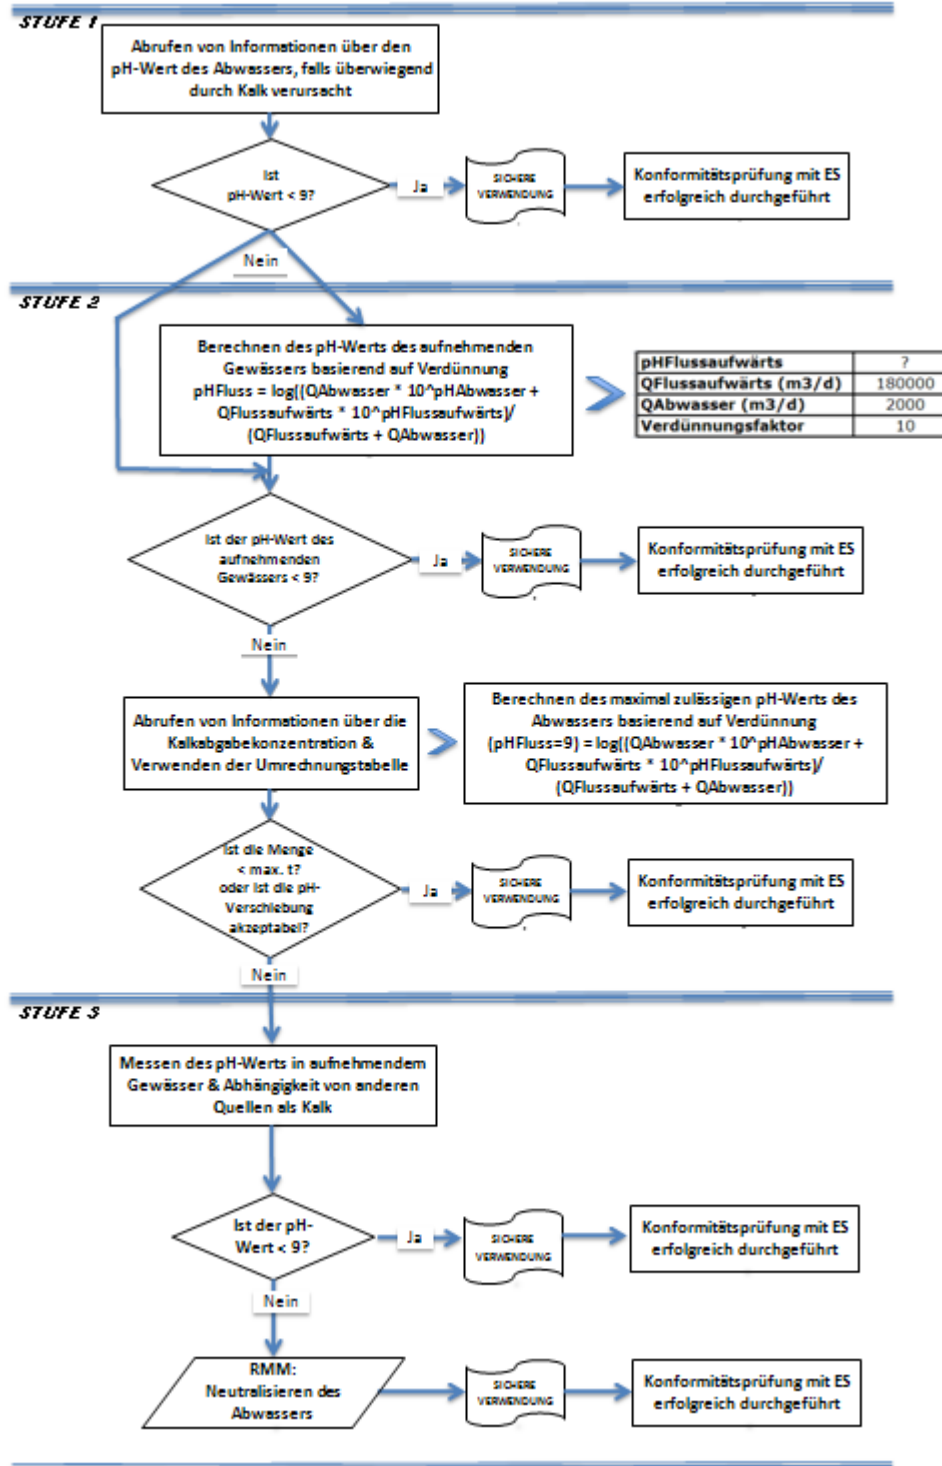 STUFE 1
Abrufen von Informationen über den
pH-Wert des Abwassers, falls überwiegend
durch Kalk verursacht
Ist
pH-Wert < 9?
Ja
SICHERE
VERWENDUNG
Konformitätsprüfung mit ES
erfolgreich durchgeführt
Nein
STUFE 2
Berechnen des pH-Werts des aufnehmenden
Gewässers basierend auf Verdünnung
pHFluss = log((QAbwasser * 10^pHAbwasser +
QFlussaufwärts * 10^pHFlussaufwärts)/
(QFlussaufwärts + QAbwasser))
pHFlussaufwärts ?
QFlussaufwärts (m3/d) 180000
QAbwasser (m3/d) 2000
Verdünnungsfaktor 10
Ist der pH-Wert des
aufnehmenden
Gewässers < 9?
Ja
SICHERE
VERWENDUNG
Konformitätsprüfung mit ES
erfolgreich durchgeführt
Nein
Abrufen von Informationen über die
Kalkabgabekonzentration &
Verwenden der Umrechnungstabelle
Berechnen des maximal zulässigen pH-Werts des
Abwassers basierend auf Verdünnung
(pHFluss=9) = log((QAbwasser * 10^pHAbwasser +
QFlussaufwärts * 10^pHFlussaufwärts)/
(QFlussaufwärts + QAbwasser))
Ist die Menge
< max. t?
oder ist die pH-
Verschiebung
akzeptabel?
Ja
SICHERE
VERWENDUNG
Konformitätsprüfung mit ES
erfolgreich durchgeführt
Nein
STUFE 3
Messen des pH-Werts in aufnehmendem
Gewässer & Abhängigkeit von anderen
Quellen als Kalk
Ist der pH-
Wert < 9?
Ja
SICHERE
VERWENDUNG
Konformitätsprüfung mit ES
erfolgreich durchgeführt
Nein
RMM:
Neutralisieren des
Abwassers
SICHERE
VERWENDUNG
Konformitätsprüfung mit ES
erfolgreich durchgeführt